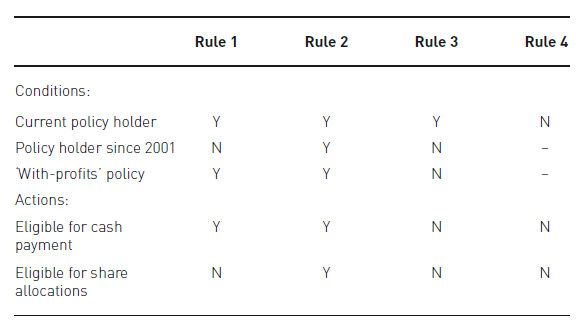 Rule 1 Rule 2 Rule 3 Rule 4
Conditions:
Current policy holder Y Y Y N
Policy holder since 2001 N Y N –
‘With-profits’ policy Y Y N –
Actions:
Eligible for cash Y Y N N
payment
Eligible for share N Y N N
allocations